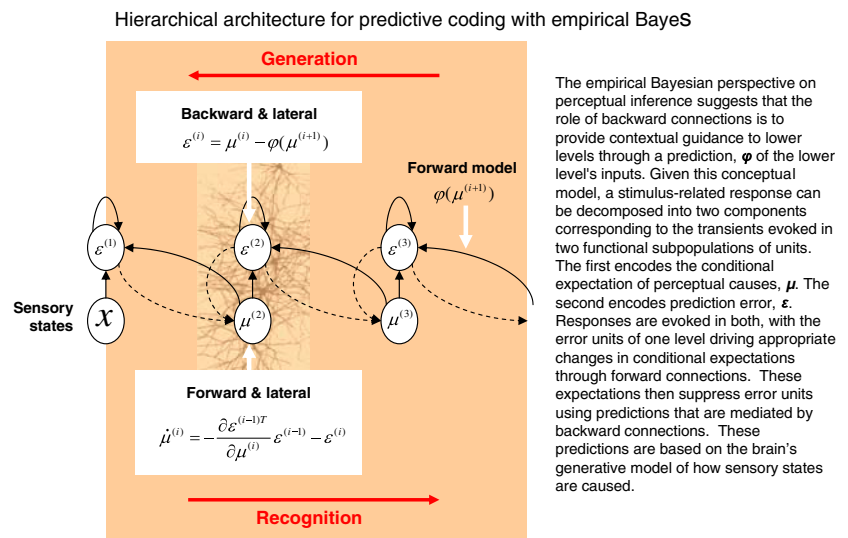 Hierarchical architecture for predictive coding with empirical Bayes
Generation
Backward & lateral
ε⁽ⁱ⁾ = μ⁽ⁱ⁾ − φ(μ⁽ⁱ⁺¹⁾)
Forward model
φ(μ⁽ⁱ⁺¹⁾)
ε⁽¹⁾ ε⁽²⁾ ε⁽³⁾
Sensory
states
x μ⁽²⁾ μ⁽³⁾
Forward & lateral
μ̇⁽ⁱ⁾ = −(∂ε⁽ⁱ⁻¹⁾ᵀ/∂μ⁽ⁱ⁾) ε⁽ⁱ⁻¹⁾ − ε⁽ⁱ⁾
Recognition
The empirical Bayesian perspective on
perceptual inference suggests that the
role of backward connections is to
provide contextual guidance to lower
levels through a prediction, φ of the lower
level's inputs. Given this conceptual
model, a stimulus-related response can
be decomposed into two components
corresponding to the transients evoked in
two functional subpopulations of units.
The first encodes the conditional
expectation of perceptual causes, μ. The
second encodes prediction error, ε.
Responses are evoked in both, with the
error units of one level driving appropriate
changes in conditional expectations
through forward connections. These
expectations then suppress error units
using predictions that are mediated by
backward connections. These
predictions are based on the brain's
generative model of how sensory states
are caused.